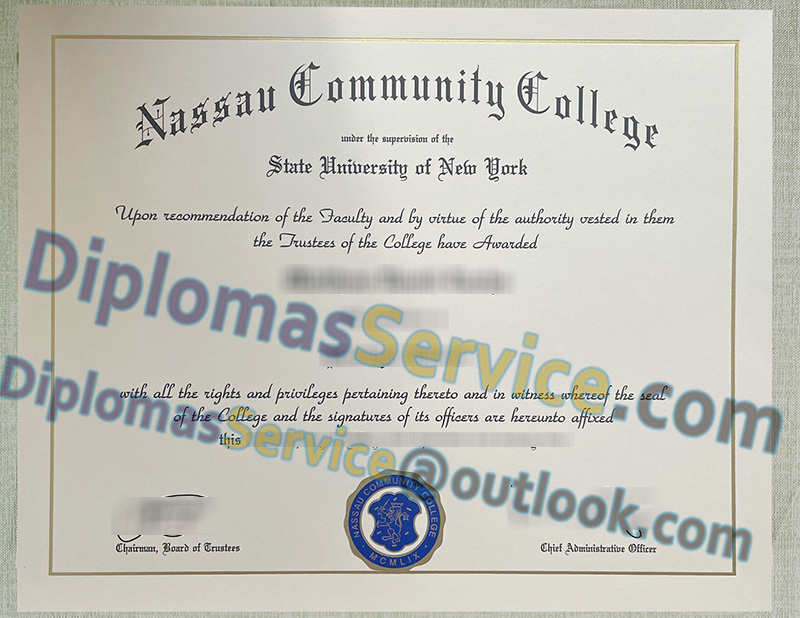 Nassau Community College
under the supervision of the
State University of New York
Upon recommendation of the Faculty and by virtue of the authority vested in them
the Trustees of the College have Awarded
DiplomasService.com
with all the rights and privileges pertaining thereto and in witness whereof the seal
of the College and the signatures of its officers are hereunto affixed
this
DiplomasService@outlook.com
NASSAU COMMUNITY COLLEGE
MCMLIX
Chairman, Board of Trustees
Chief Administrative Officer